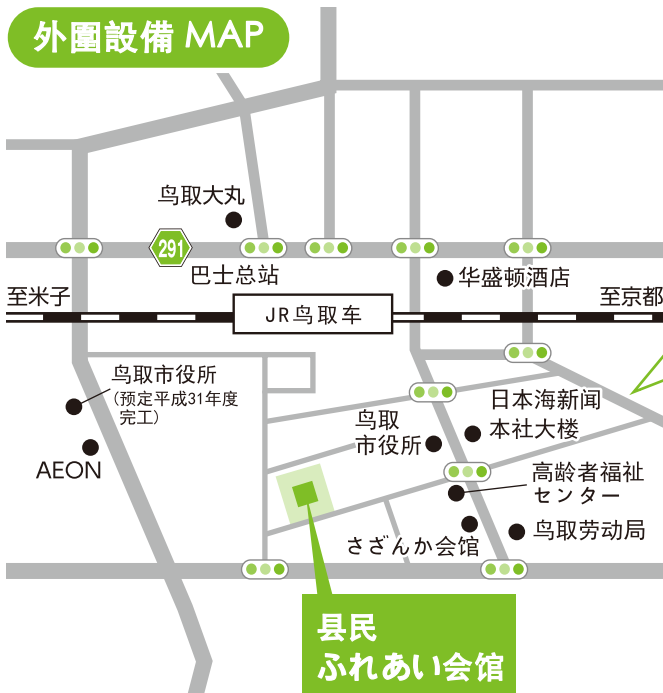 外圍設備 MAP
鸟取大丸
291
巴士总站
华盛顿酒店
至米子
JR鸟取车
至京都
鸟取市役所
(预定平成31年度
完工)
鸟取
市役所
日本海新闻
本社大楼
AEON
高龄者福祉
センター
さざんか会馆
鸟取劳动局
县民
ふれあい会馆